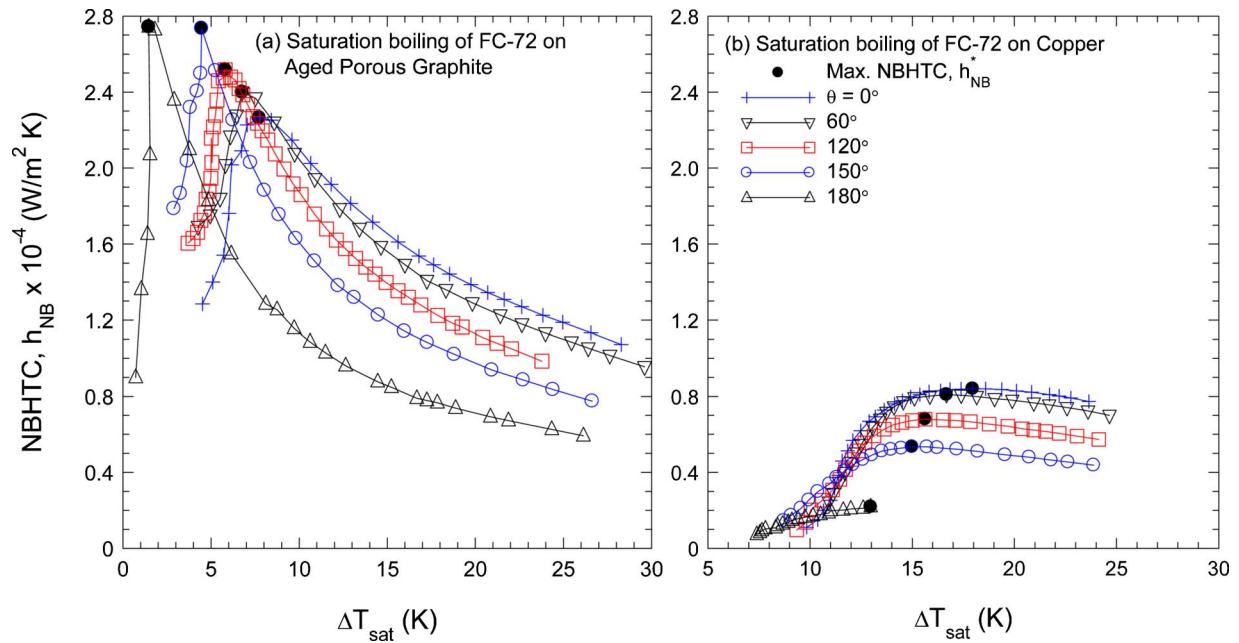 NBHTC, h_NB x 10^-4 (W/m^2 K)
2.8
2.4
2.0
1.6
1.2
0.8
0.4
0
(a) Saturation boiling of FC-72 on
Aged Porous Graphite
0 5 10 15 20 25 30
ΔT_sat (K)
2.8
2.4
2.0
1.6
1.2
0.8
0.4
0
(b) Saturation boiling of FC-72 on Copper
Max. NBHTC, h*_NB
θ = 0°
60°
120°
150°
180°
5 10 15 20 25 30
ΔT_sat (K)